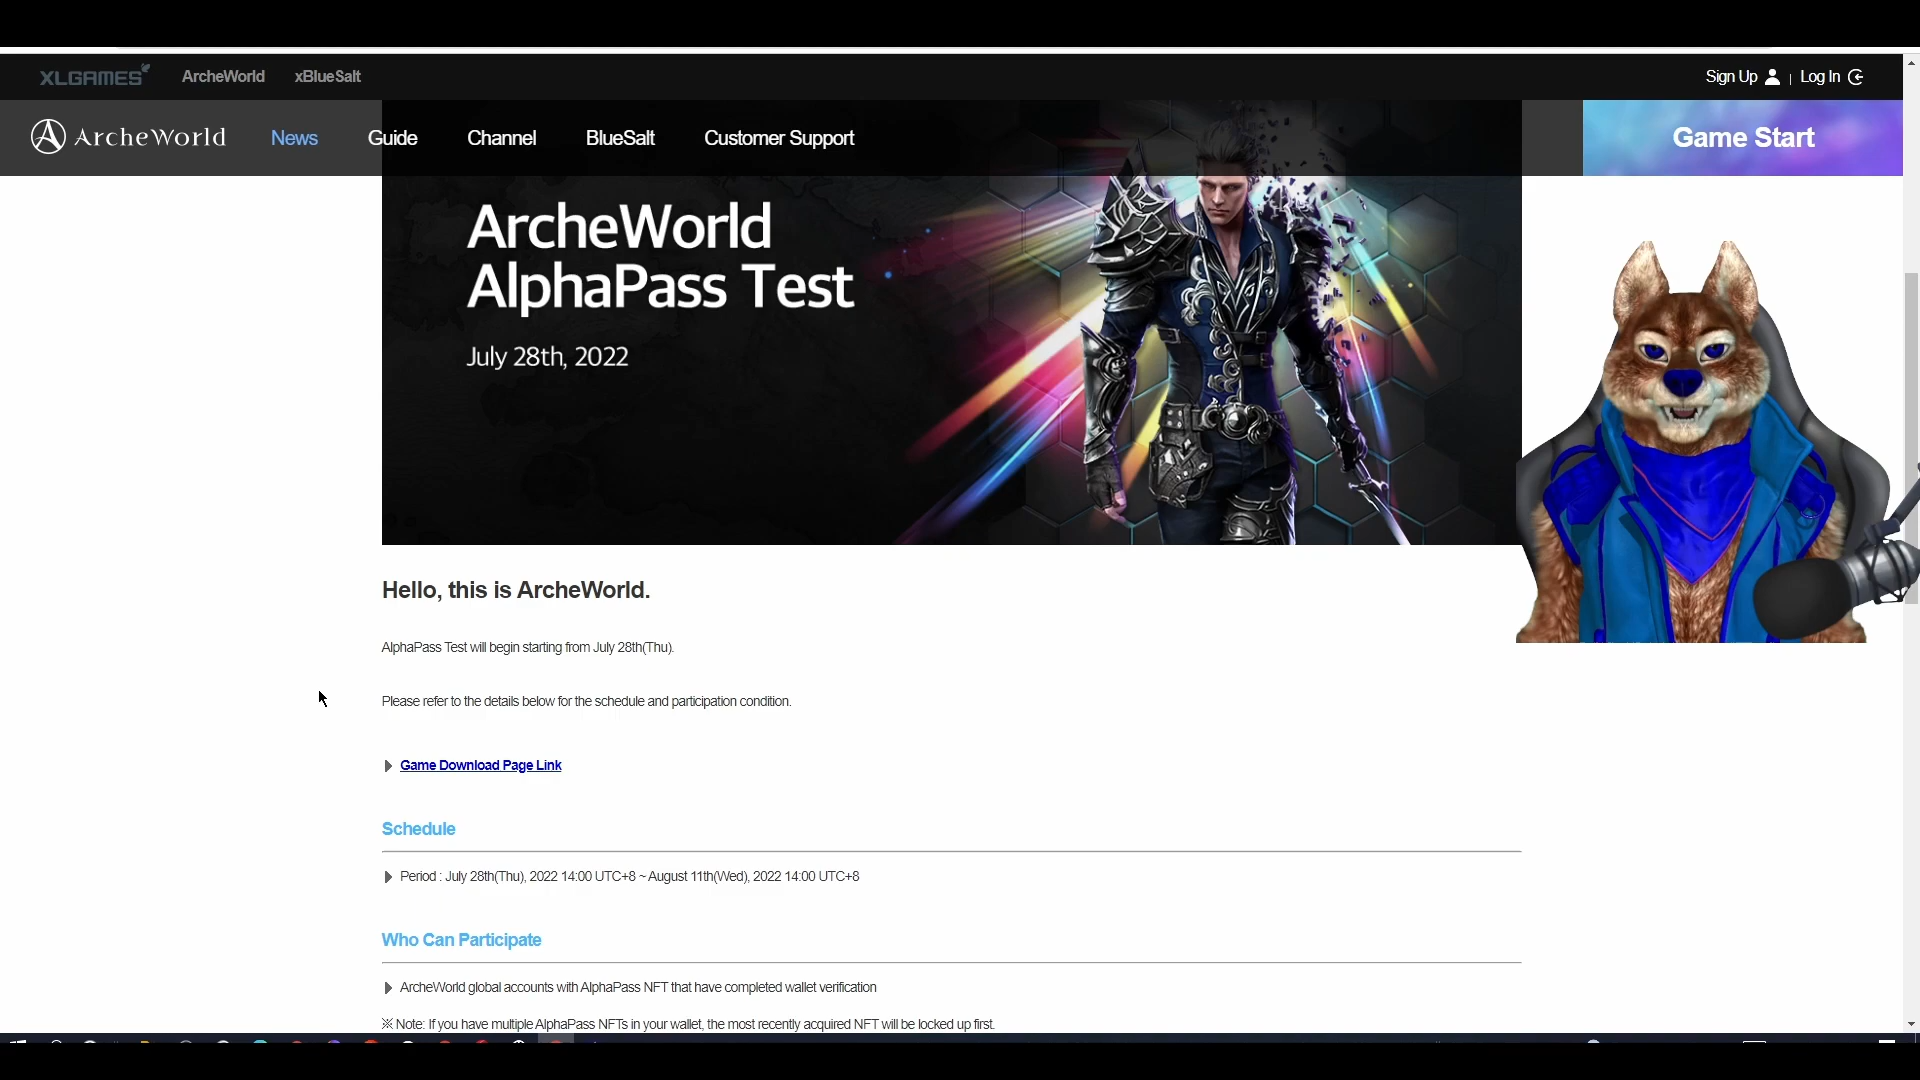 XLGAMES ArcheWorld xBlueSalt Sign Up | Log In
ArcheWorld News Guide Channel BlueSalt Customer Support Game Start
ArcheWorld
AlphaPass Test
July 28th, 2022
Hello, this is ArcheWorld.
AlphaPass Test will begin starting from July 28th(Thu).
Please refer to the details below for the schedule and participation condition.
Game Download Page Link
Schedule
Period : July 28th(Thu), 2022 14:00 UTC+8 ~ August 11th(Wed), 2022 14:00 UTC+8
Who Can Participate
ArcheWorld global accounts with AlphaPass NFT that have completed wallet verification
※ Note: If you have multiple AlphaPass NFTs in your wallet, the most recently acquired NFT will be locked up first.